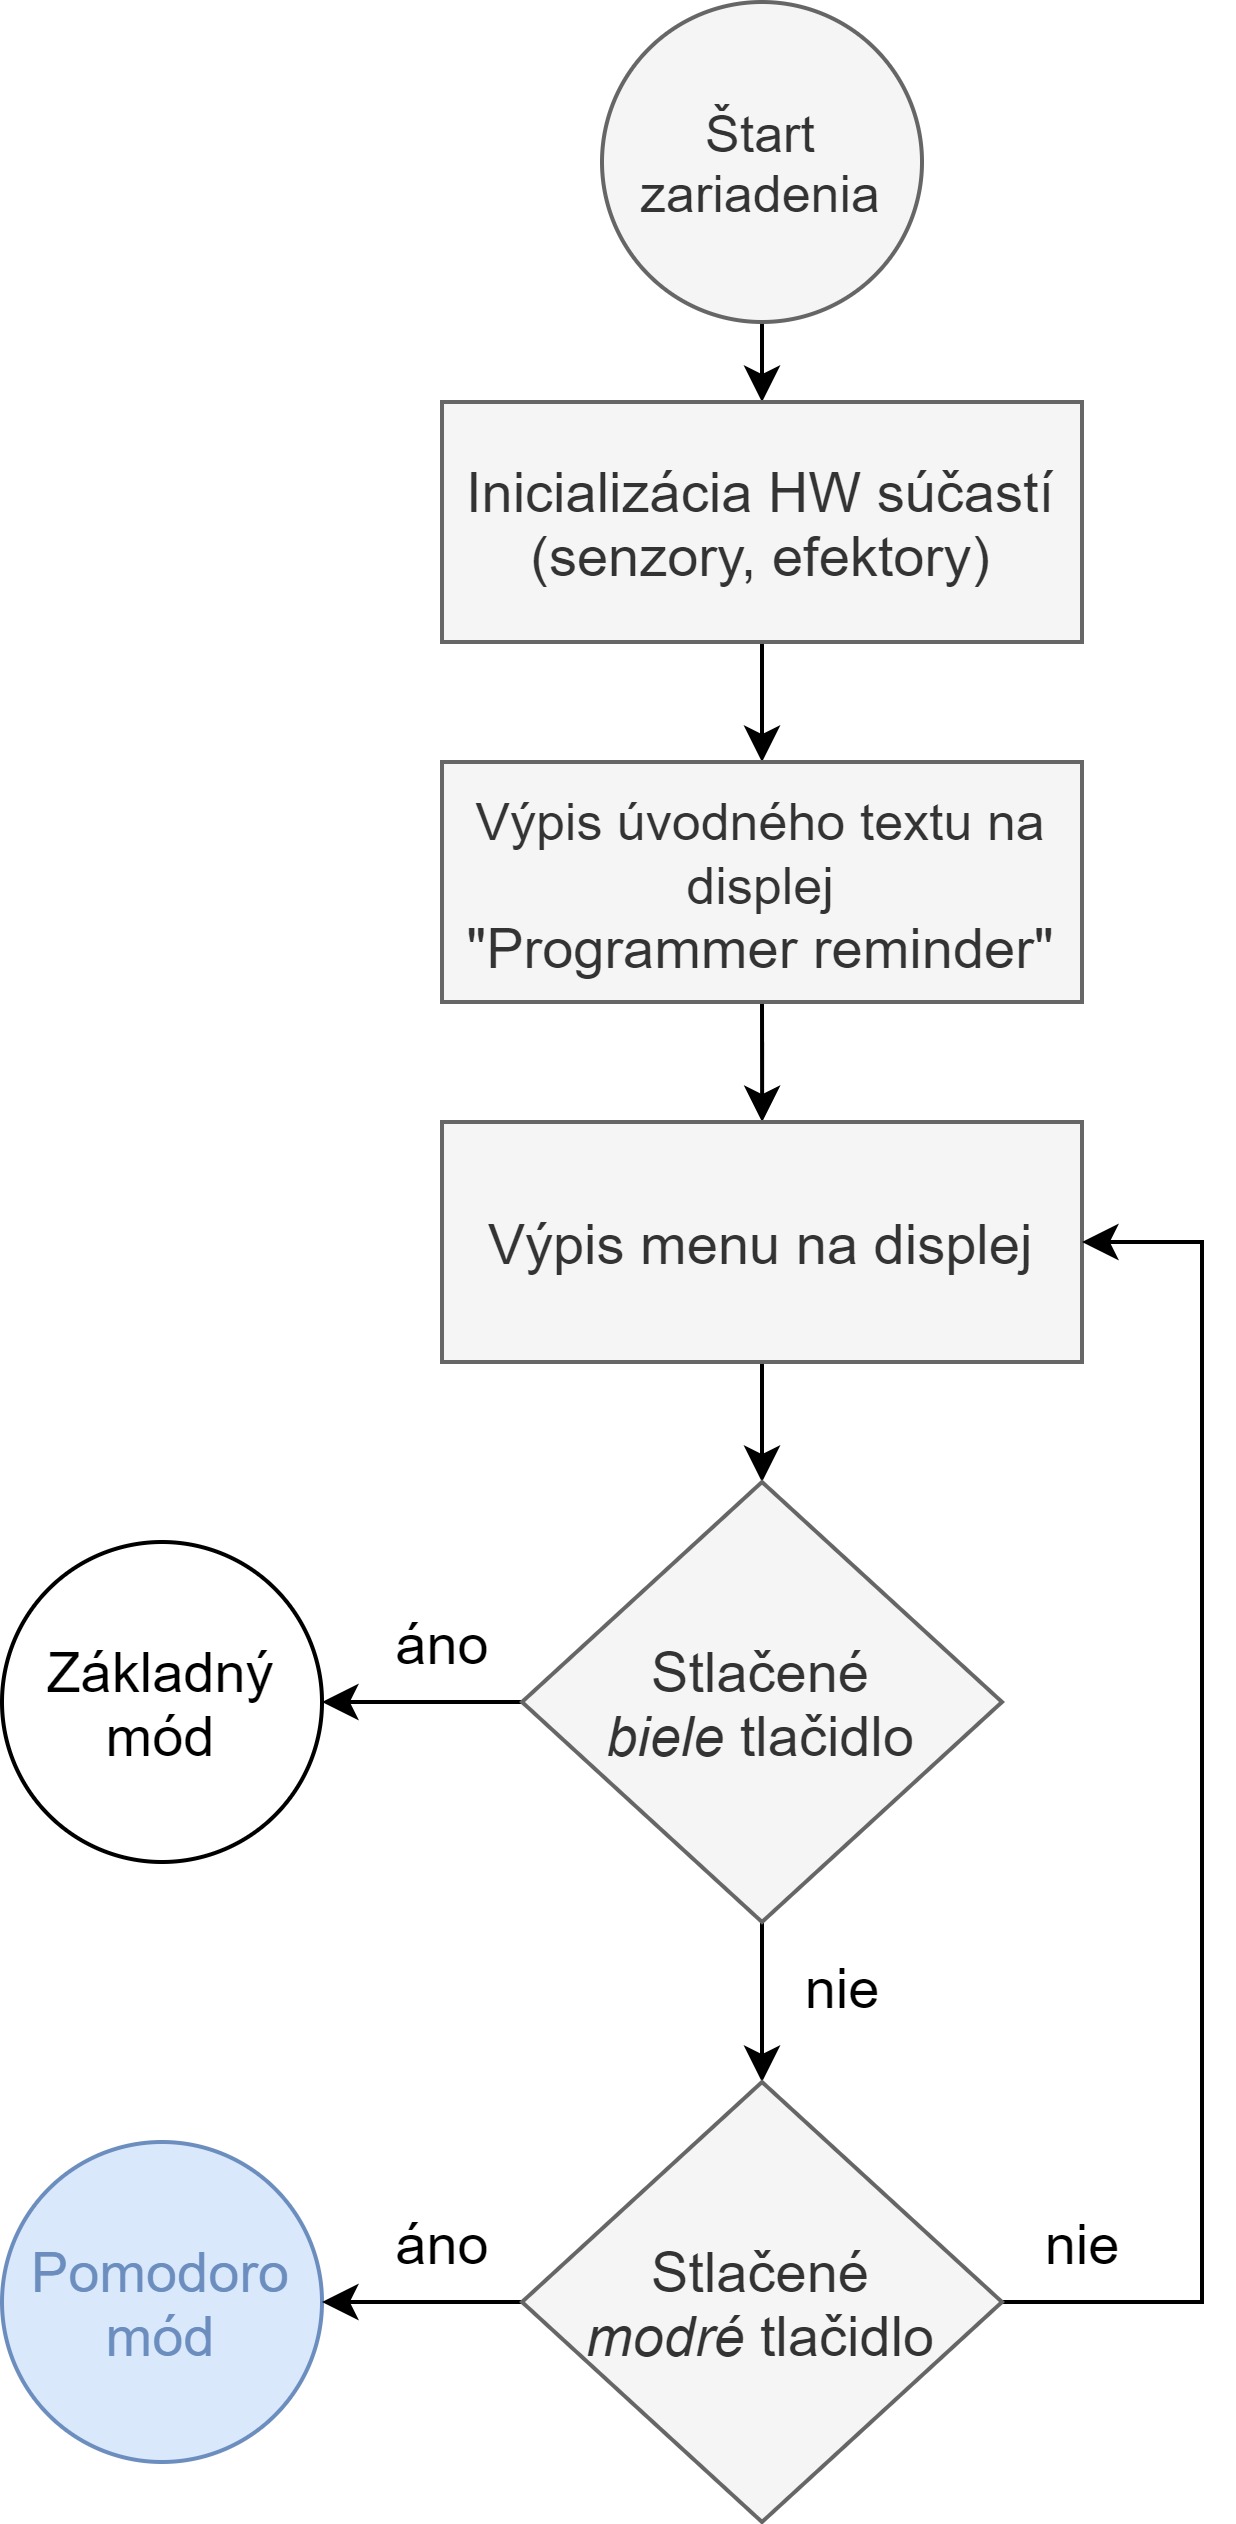 Štart
zariadenia
Inicializácia HW súčastí
(senzory, efektory)
Výpis úvodného textu na
displej
"Programmer reminder"
Výpis menu na displej
áno
Základný
mód
Stlačené
biele tlačidlo
nie
áno
Pomodoro
mód
Stlačené
modré tlačidlo
nie